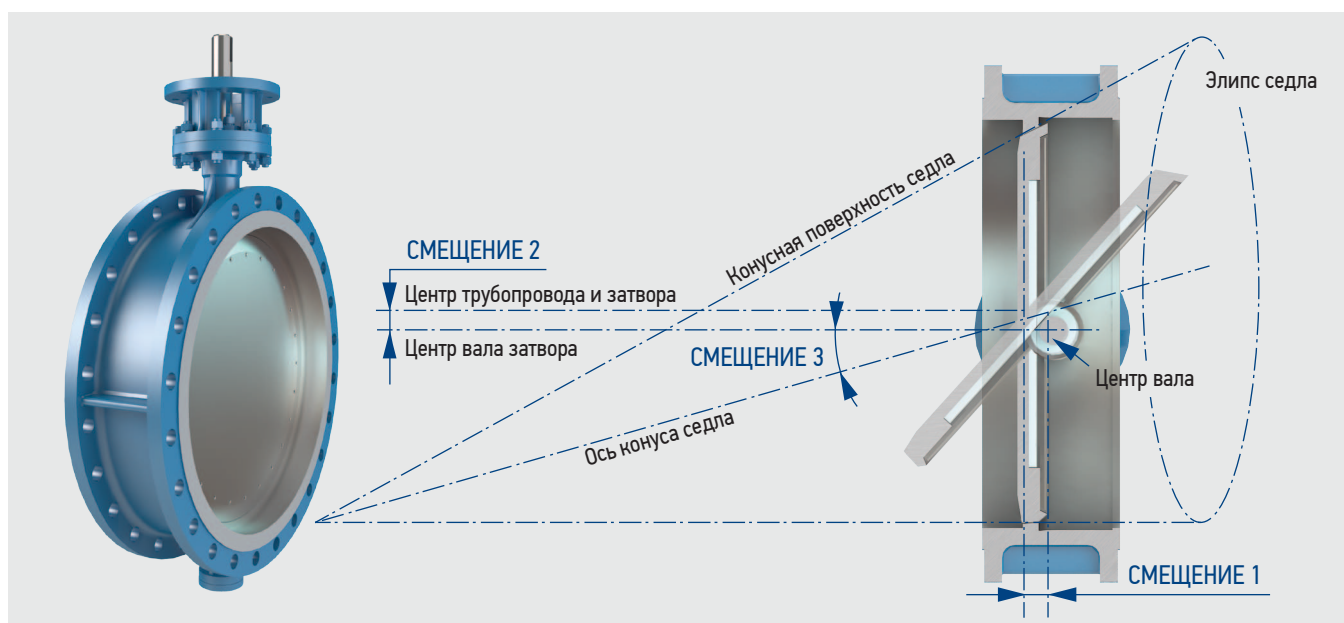 Элипс седла
Конусная поверхность седла
СМЕЩЕНИЕ 2
Центр трубопровода и затвора
Центр вала затвора
СМЕЩЕНИЕ 3
Центр вала
Ось конуса седла
СМЕЩЕНИЕ 1